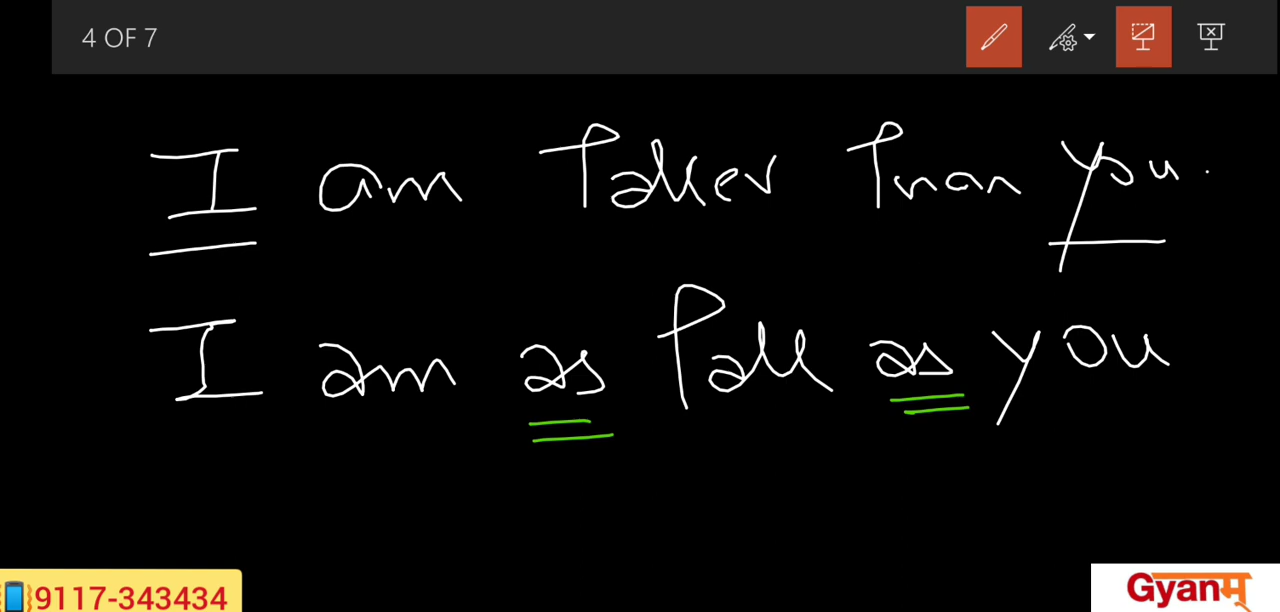 4 OF 7
I am Taller Than you.
I am as Tall as you
9117-343434
Gyanम